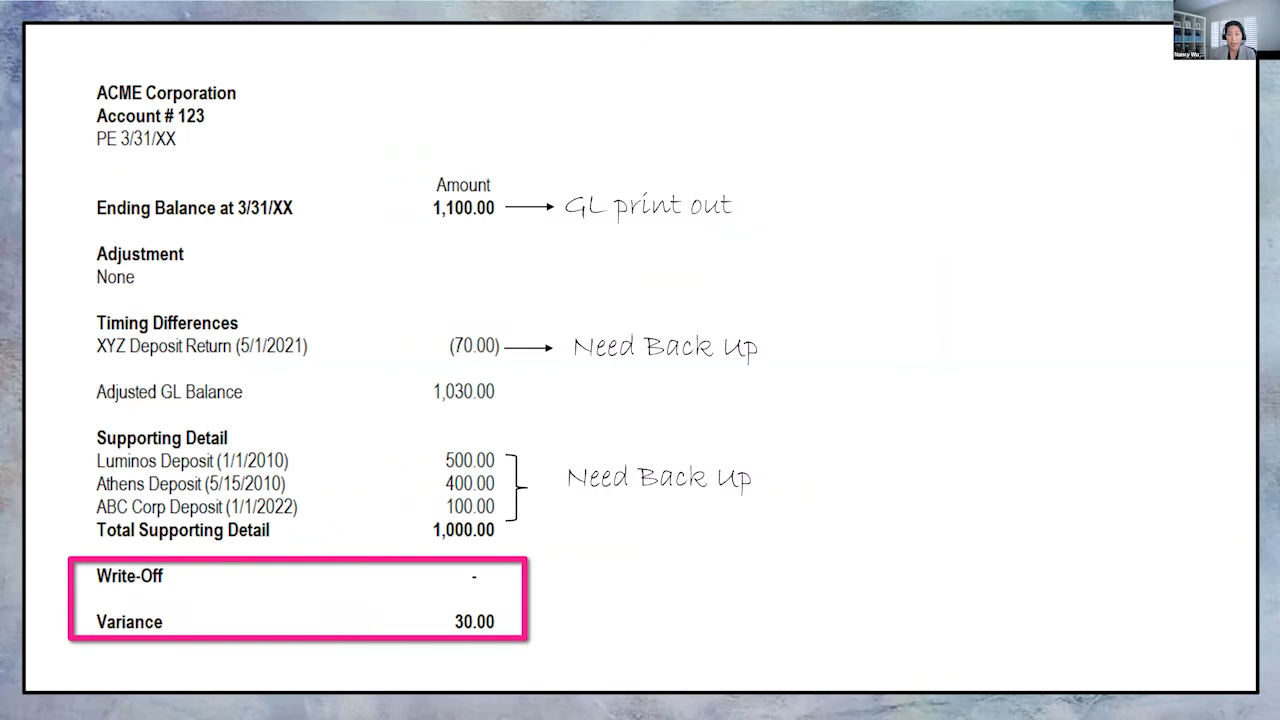 Nancy Wu
ACME Corporation
Account # 123
PE 3/31/XX
Amount
Ending Balance at 3/31/XX 1,100.00 GL print out
Adjustment
None
Timing Differences
XYZ Deposit Return (5/1/2021) (70.00) Need Back Up
Adjusted GL Balance 1,030.00
Supporting Detail
Luminos Deposit (1/1/2010) 500.00
Athens Deposit (5/15/2010) 400.00 Need Back Up
ABC Corp Deposit (1/1/2022) 100.00
Total Supporting Detail 1,000.00
Write-Off -
Variance 30.00